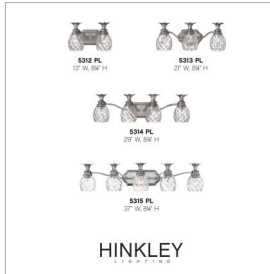 5312 PL
13" W, 8¾" H
5313 PL
21" W, 8¾" H
5314 PL
29" W, 8¾" H
5315 PL
37" W, 8¾" H
HINKLEY
LIGHTING